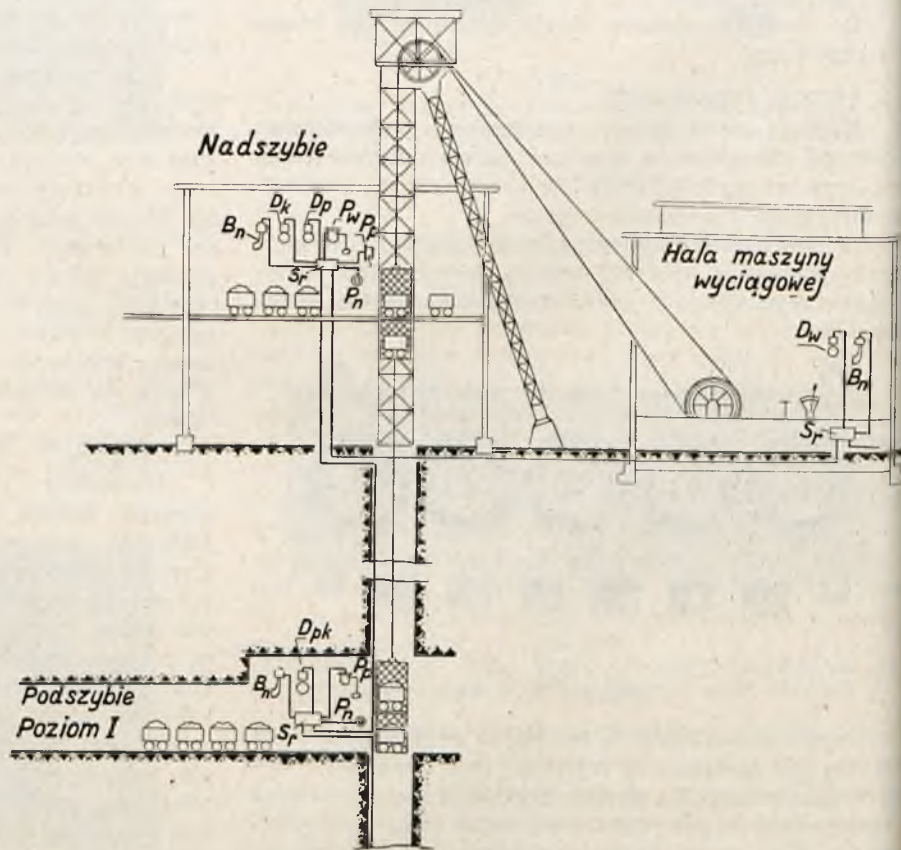 Nadszybie
Bn
Dk
Dp
Pw
Pp
Sr
Pn
Hala maszyny
wyciągowej
Dw
Bn
Sr
Dpk
Bn
Pp
Pn
Sr
Podszybie
Poziom I